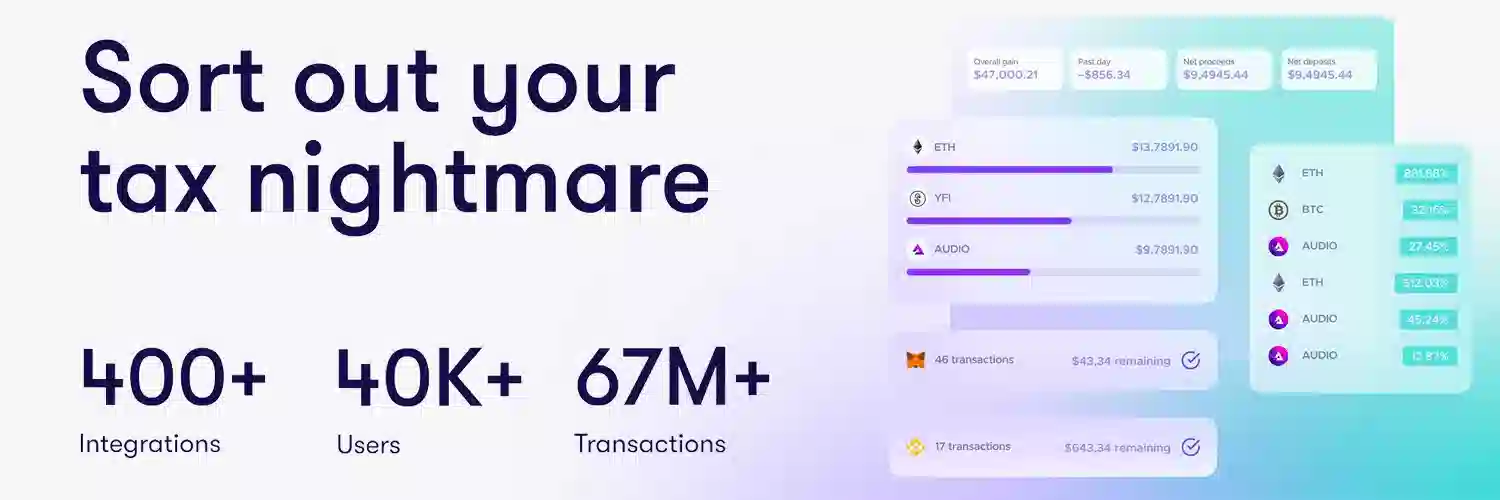 Sort out your
tax nightmare
400+
Integrations
40K+
Users
67M+
Transactions
Overall gain
$47,000.21
Past day
-$856.34
Net proceeds
$9,4945.44
Net deposits
$9,4945.44
ETH $13,7891.90
YFI $12,7891.90
AUDIO $9,7891.90
46 transactions $43.34 remaining
17 transactions $643.34 remaining
ETH
BTC 32.16%
AUDIO 27.45%
ETH 512.03%
AUDIO 45.24%
AUDIO 12.87%